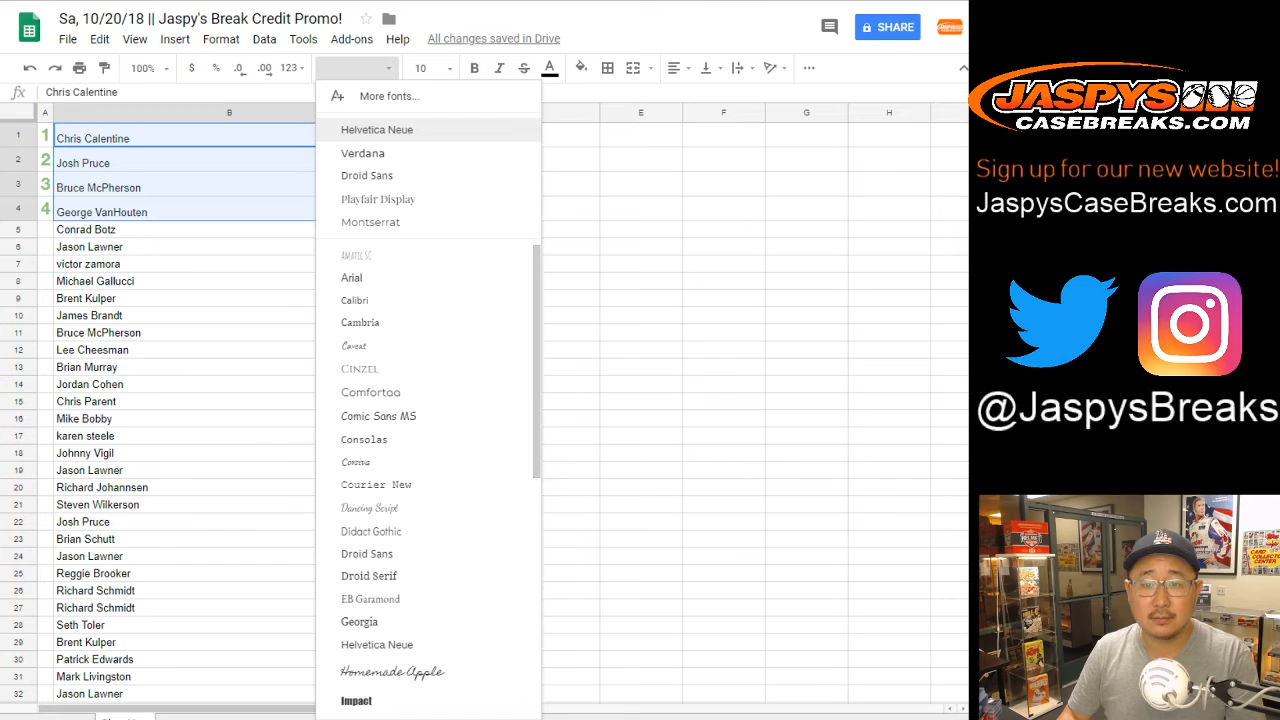 Sa, 10/20/18 || Jaspy's Break Credit Promo!
File Edit View Insert Format Tools Add-ons Help All changes saved in Drive
SHARE
100% $ % .0 .00 123 10 B I S A
fx Chris Calentine
A B E F G H
1 Chris Calentine
2 Josh Pruce
3 Bruce McPherson
4 George VanHouten
5 Conrad Botz
6 Jason Lawner
7 victor zamora
8 Michael Gallucci
9 Brent Kulper
10 James Brandt
11 Bruce McPherson
12 Lee Cheesman
13 Brian Murray
14 Jordan Cohen
15 Chris Parent
16 Mike Bobby
17 karen steele
18 Johnny Vigil
19 Jason Lawner
20 Richard Johannsen
21 Steven Wilkerson
22 Josh Pruce
23 Brian Schutt
24 Jason Lawner
25 Reggie Brooker
26 Richard Schmidt
27 Richard Schmidt
28 Seth Toler
29 Brent Kulper
30 Patrick Edwards
31 Mark Livingston
32 Jason Lawner
1
2
3
4
More fonts...
Helvetica Neue
Verdana
Droid Sans
Playfair Display
Montserrat
Amatic SC
Arial
Calibri
Cambria
Caveat
CINZEL
Comfortaa
Comic Sans MS
Consolas
Corsiva
Courier New
Dancing Script
Didact Gothic
Droid Sans
Droid Serif
EB Garamond
Georgia
Helvetica Neue
Homemade Apple
Impact
JASPYS
CASEBREAKS.COM
Sign up for our new website!
JaspysCaseBreaks.com
@JaspysBreaks
HELMET